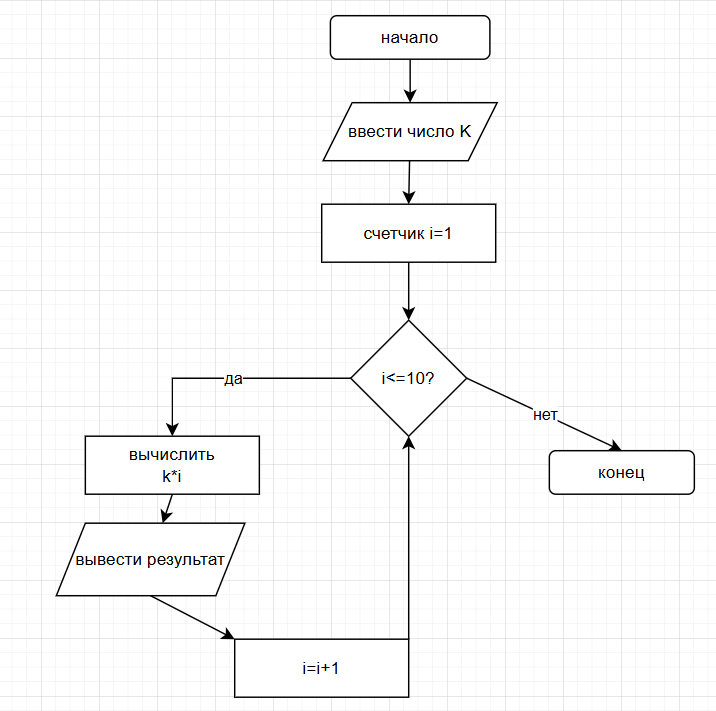 начало
ввести число K
счетчик i=1
i<=10?
да
нет
вычислить
k*i
конец
вывести результат
i=i+1